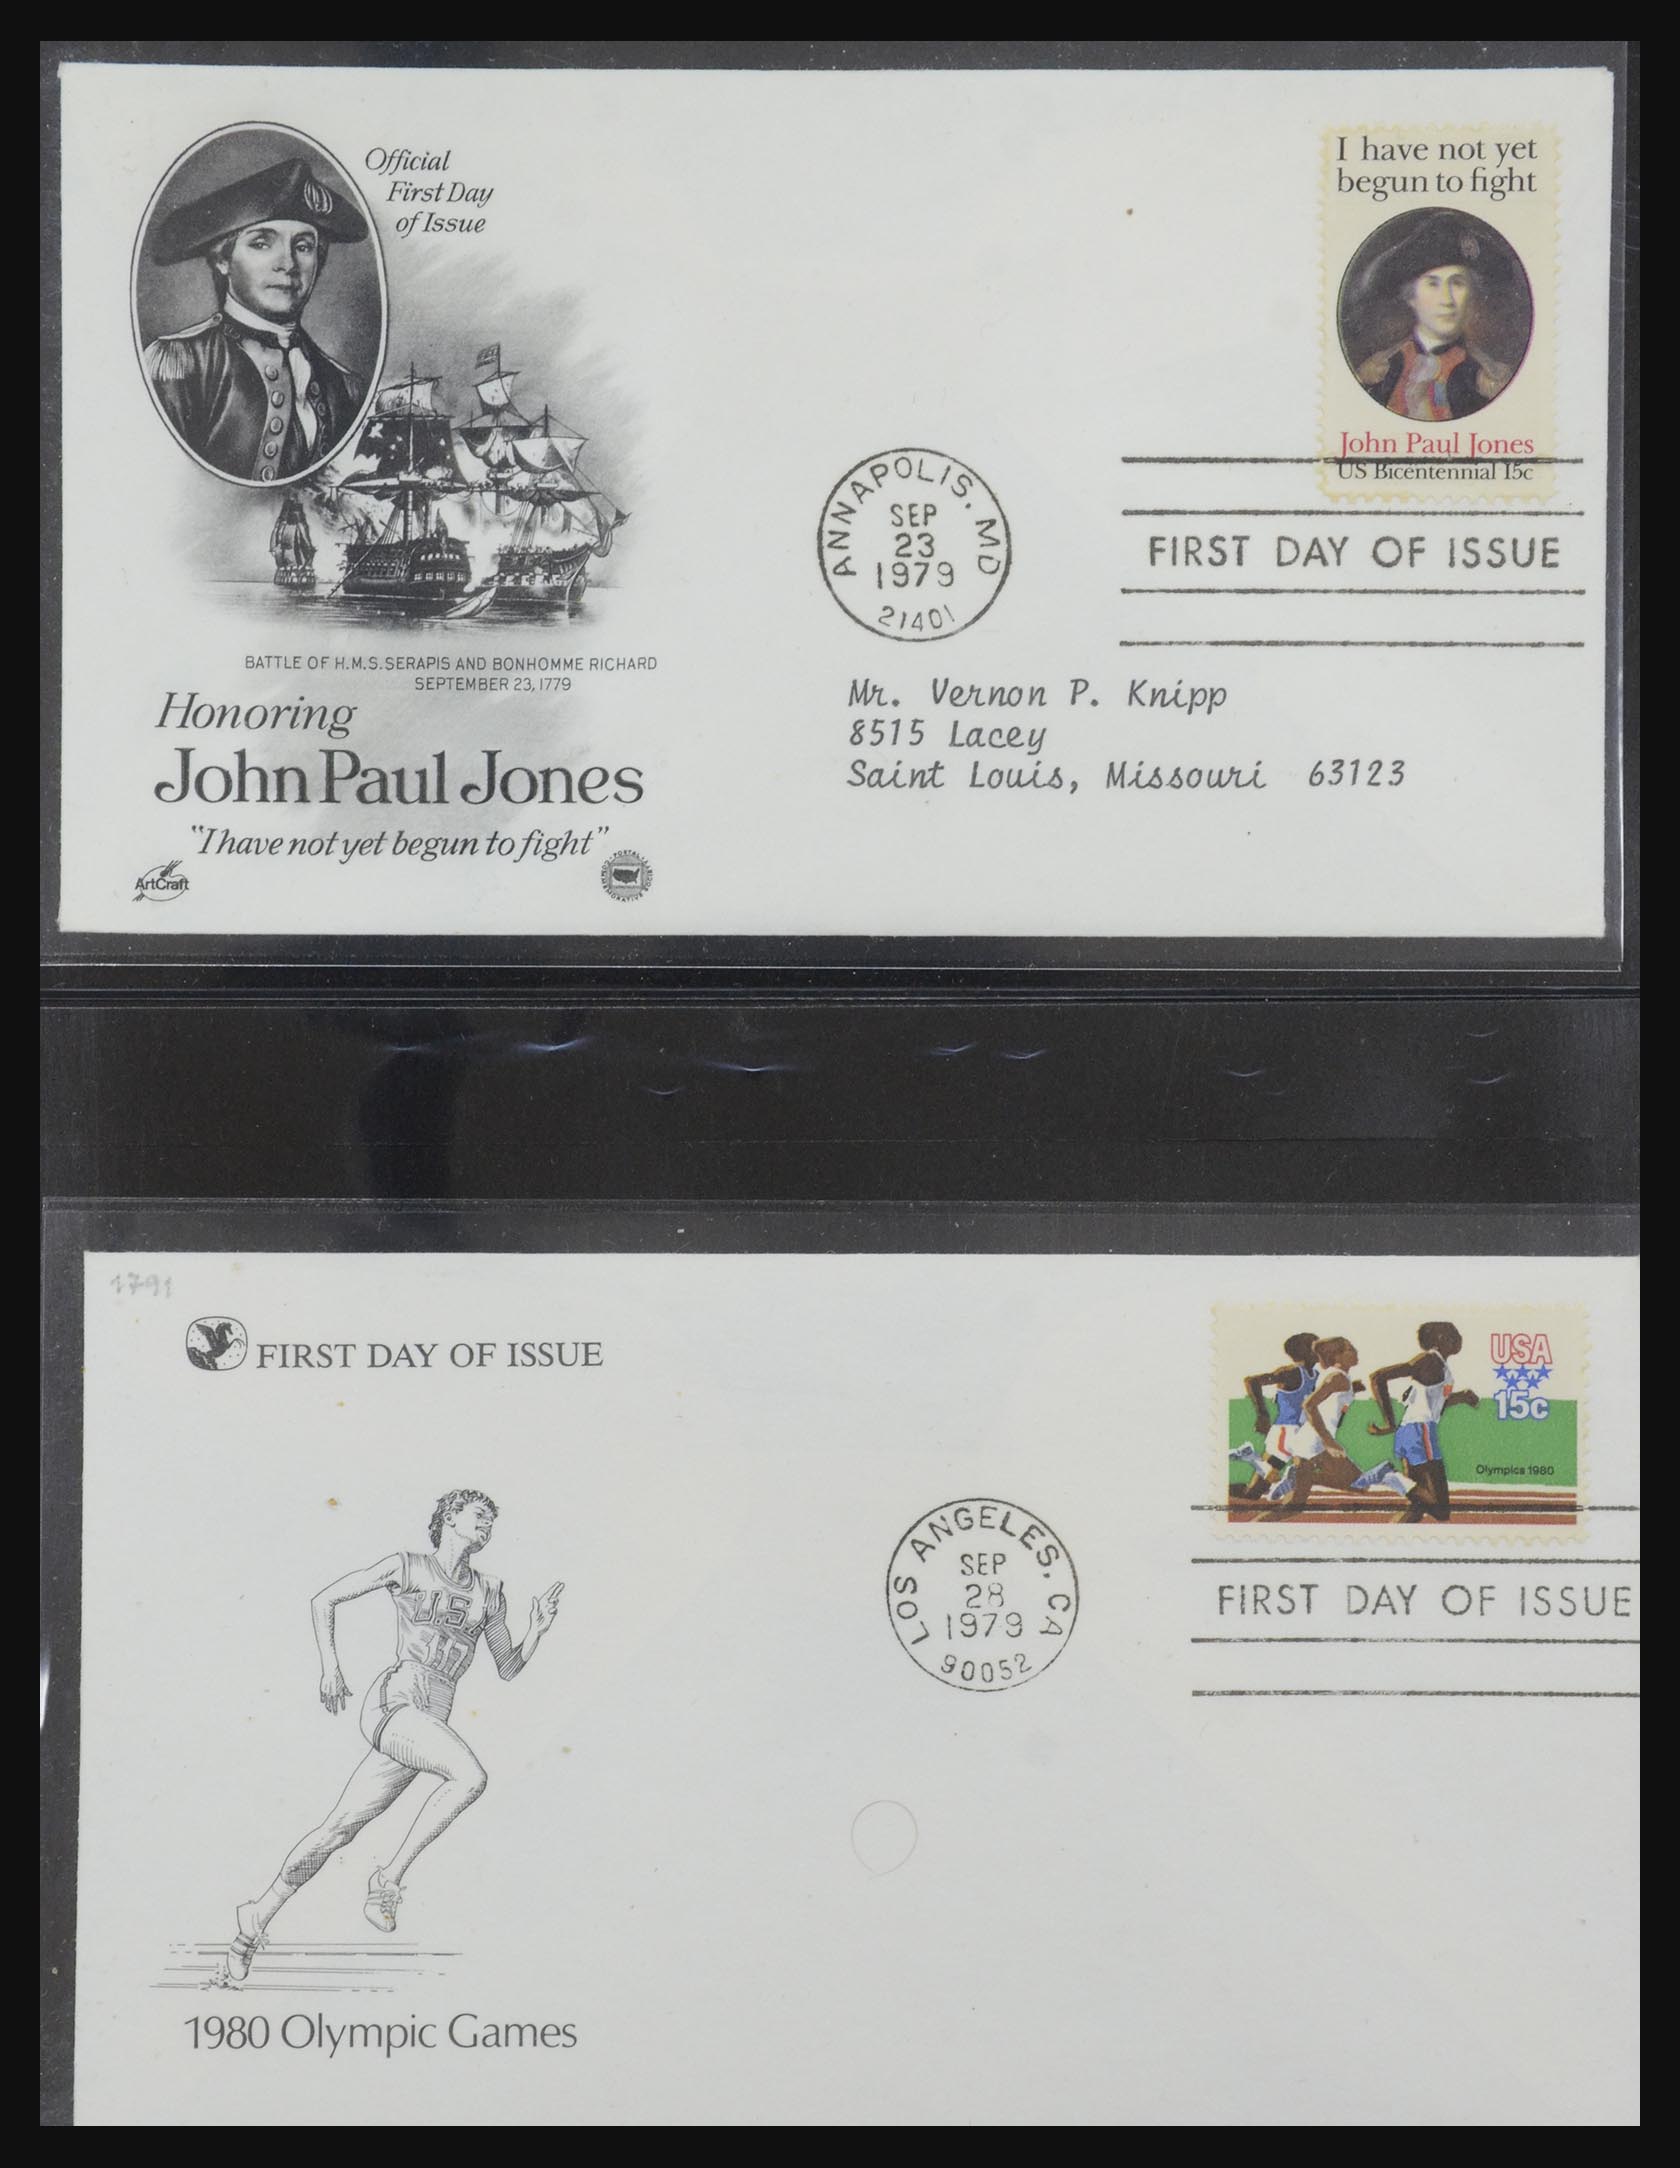 Official
First Day
of Issue
I have not yet
begun to fight
John Paul Jones
US Bicentennial 15c
ANNAPOLIS, MD
SEP
23
1979
21401
FIRST DAY OF ISSUE
BATTLE OF H.M.S. SERAPIS AND BONHOMME RICHARD
SEPTEMBER 23, 1779
Honoring
John Paul Jones
"I have not yet begun to fight"
ArtCraft
POSTAL COMMEMORATIVE SOCIETY
Mr. Vernon P. Knipp
8515 Lacey
Saint Louis, Missouri 63123
1791
FIRST DAY OF ISSUE
USA
15c
Olympics 1980
LOS ANGELES, CA
SEP
28
1979
90052
FIRST DAY OF ISSUE
U.S.
1980 Olympic Games